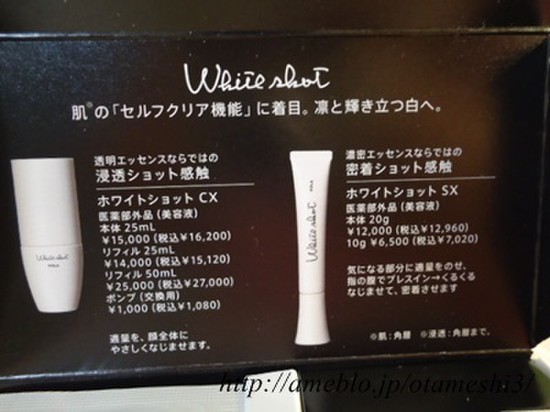 White shot
肌※の「セルフクリア機能」に着目。凛と輝き立つ白へ。
透明エッセンスならではの
浸透ショット感触
ホワイトショット CX
医薬部外品(美容液)
本体 25mL
¥15,000(税込¥16,200)
リフィル 25mL
¥14,000(税込¥15,120)
リフィル 50mL
¥25,000(税込¥27,000)
ポンプ(交換用)
¥1,000(税込¥1,080)
適量を、顔全体に
やさしくなじませます。
White shot
POLA
濃密エッセンスならではの
密着ショット感触
ホワイトショット SX
医薬部外品(美容液)
本体 20g
¥12,000(税込¥12,960)
10g ¥6,500(税込¥7,020)
気になる部分に適量をのせ、
指の腹でプレスイン→くるくる
なじませて、密着させます
White shot
POLA
※肌:角層 ※浸透:角層まで。
http://ameblo.jp/otameshi3/